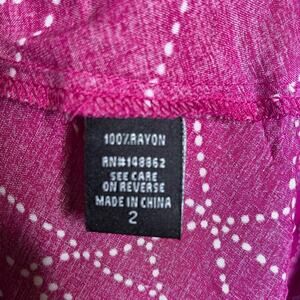 100% RAYON
RN#148862
SEE CARE
ON REVERSE
MADE IN CHINA
2